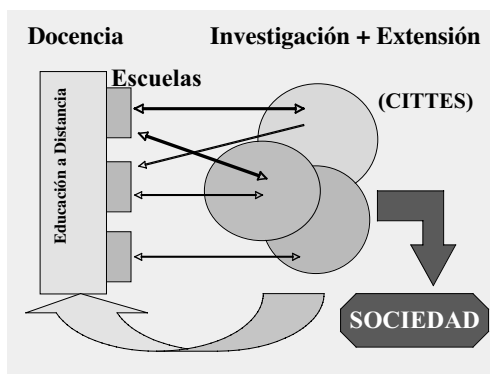 Docencia
Investigación + Extensión
Escuelas
(CITTES)
Educación a Distancia
SOCIEDAD